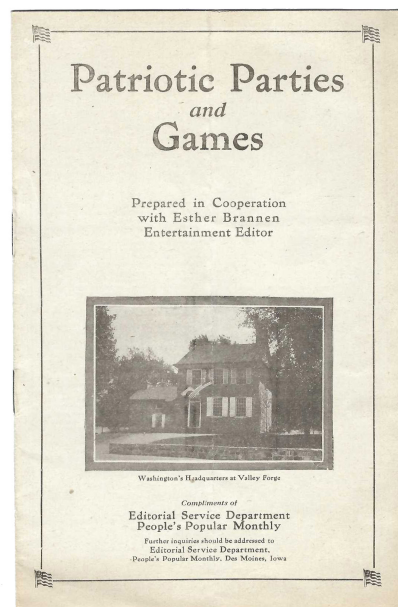 Patriotic Parties
and
Games
Prepared in Cooperation
with Esther Brannen
Entertainment Editor
Washington's Headquarters at Valley Forge
Compliments of
Editorial Service Department
People's Popular Monthly
Further inquiries should be addressed to
Editorial Service Department,
People's Popular Monthly, Des Moines, Iowa